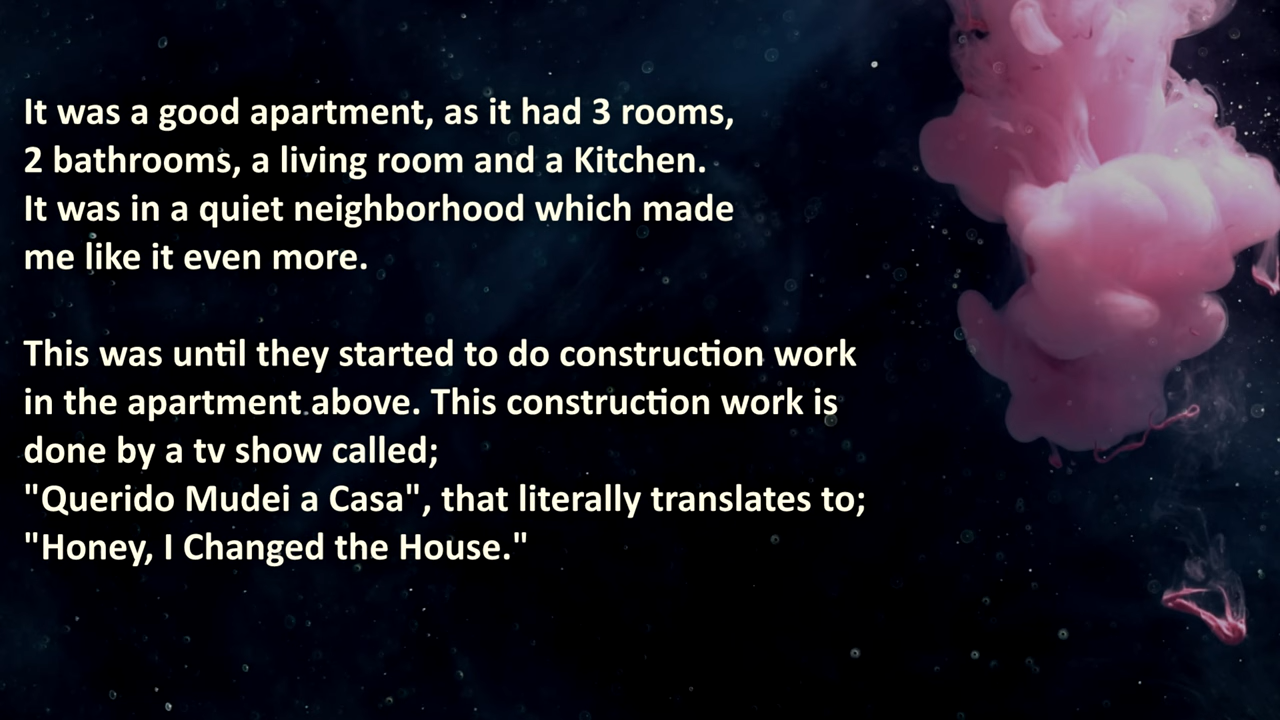 It was a good apartment, as it had 3 rooms,
2 bathrooms, a living room and a Kitchen.
It was in a quiet neighborhood which made
me like it even more.
This was until they started to do construction work
in the apartment above. This construction work is
done by a tv show called;
"Querido Mudei a Casa", that literally translates to;
"Honey, I Changed the House."